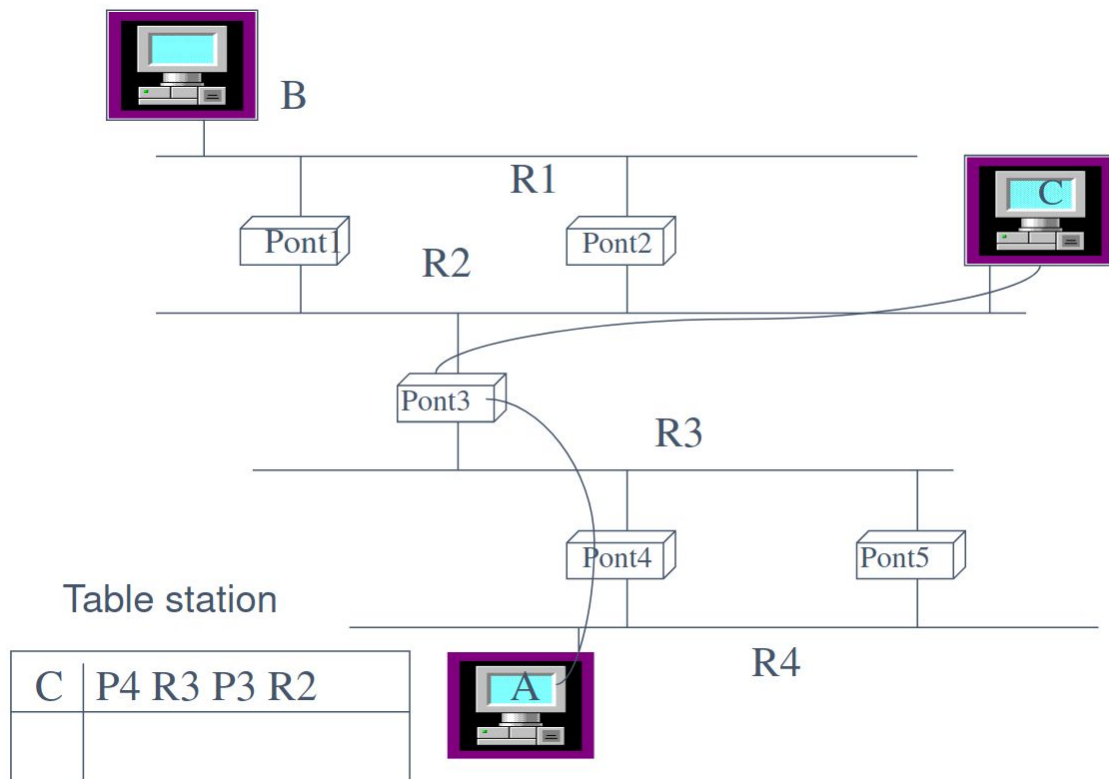 B
R1
C
Pont1
Pont2
R2
Pont3
R3
Pont4
Pont5
Table station
R4
C P4 R3 P3 R2
A